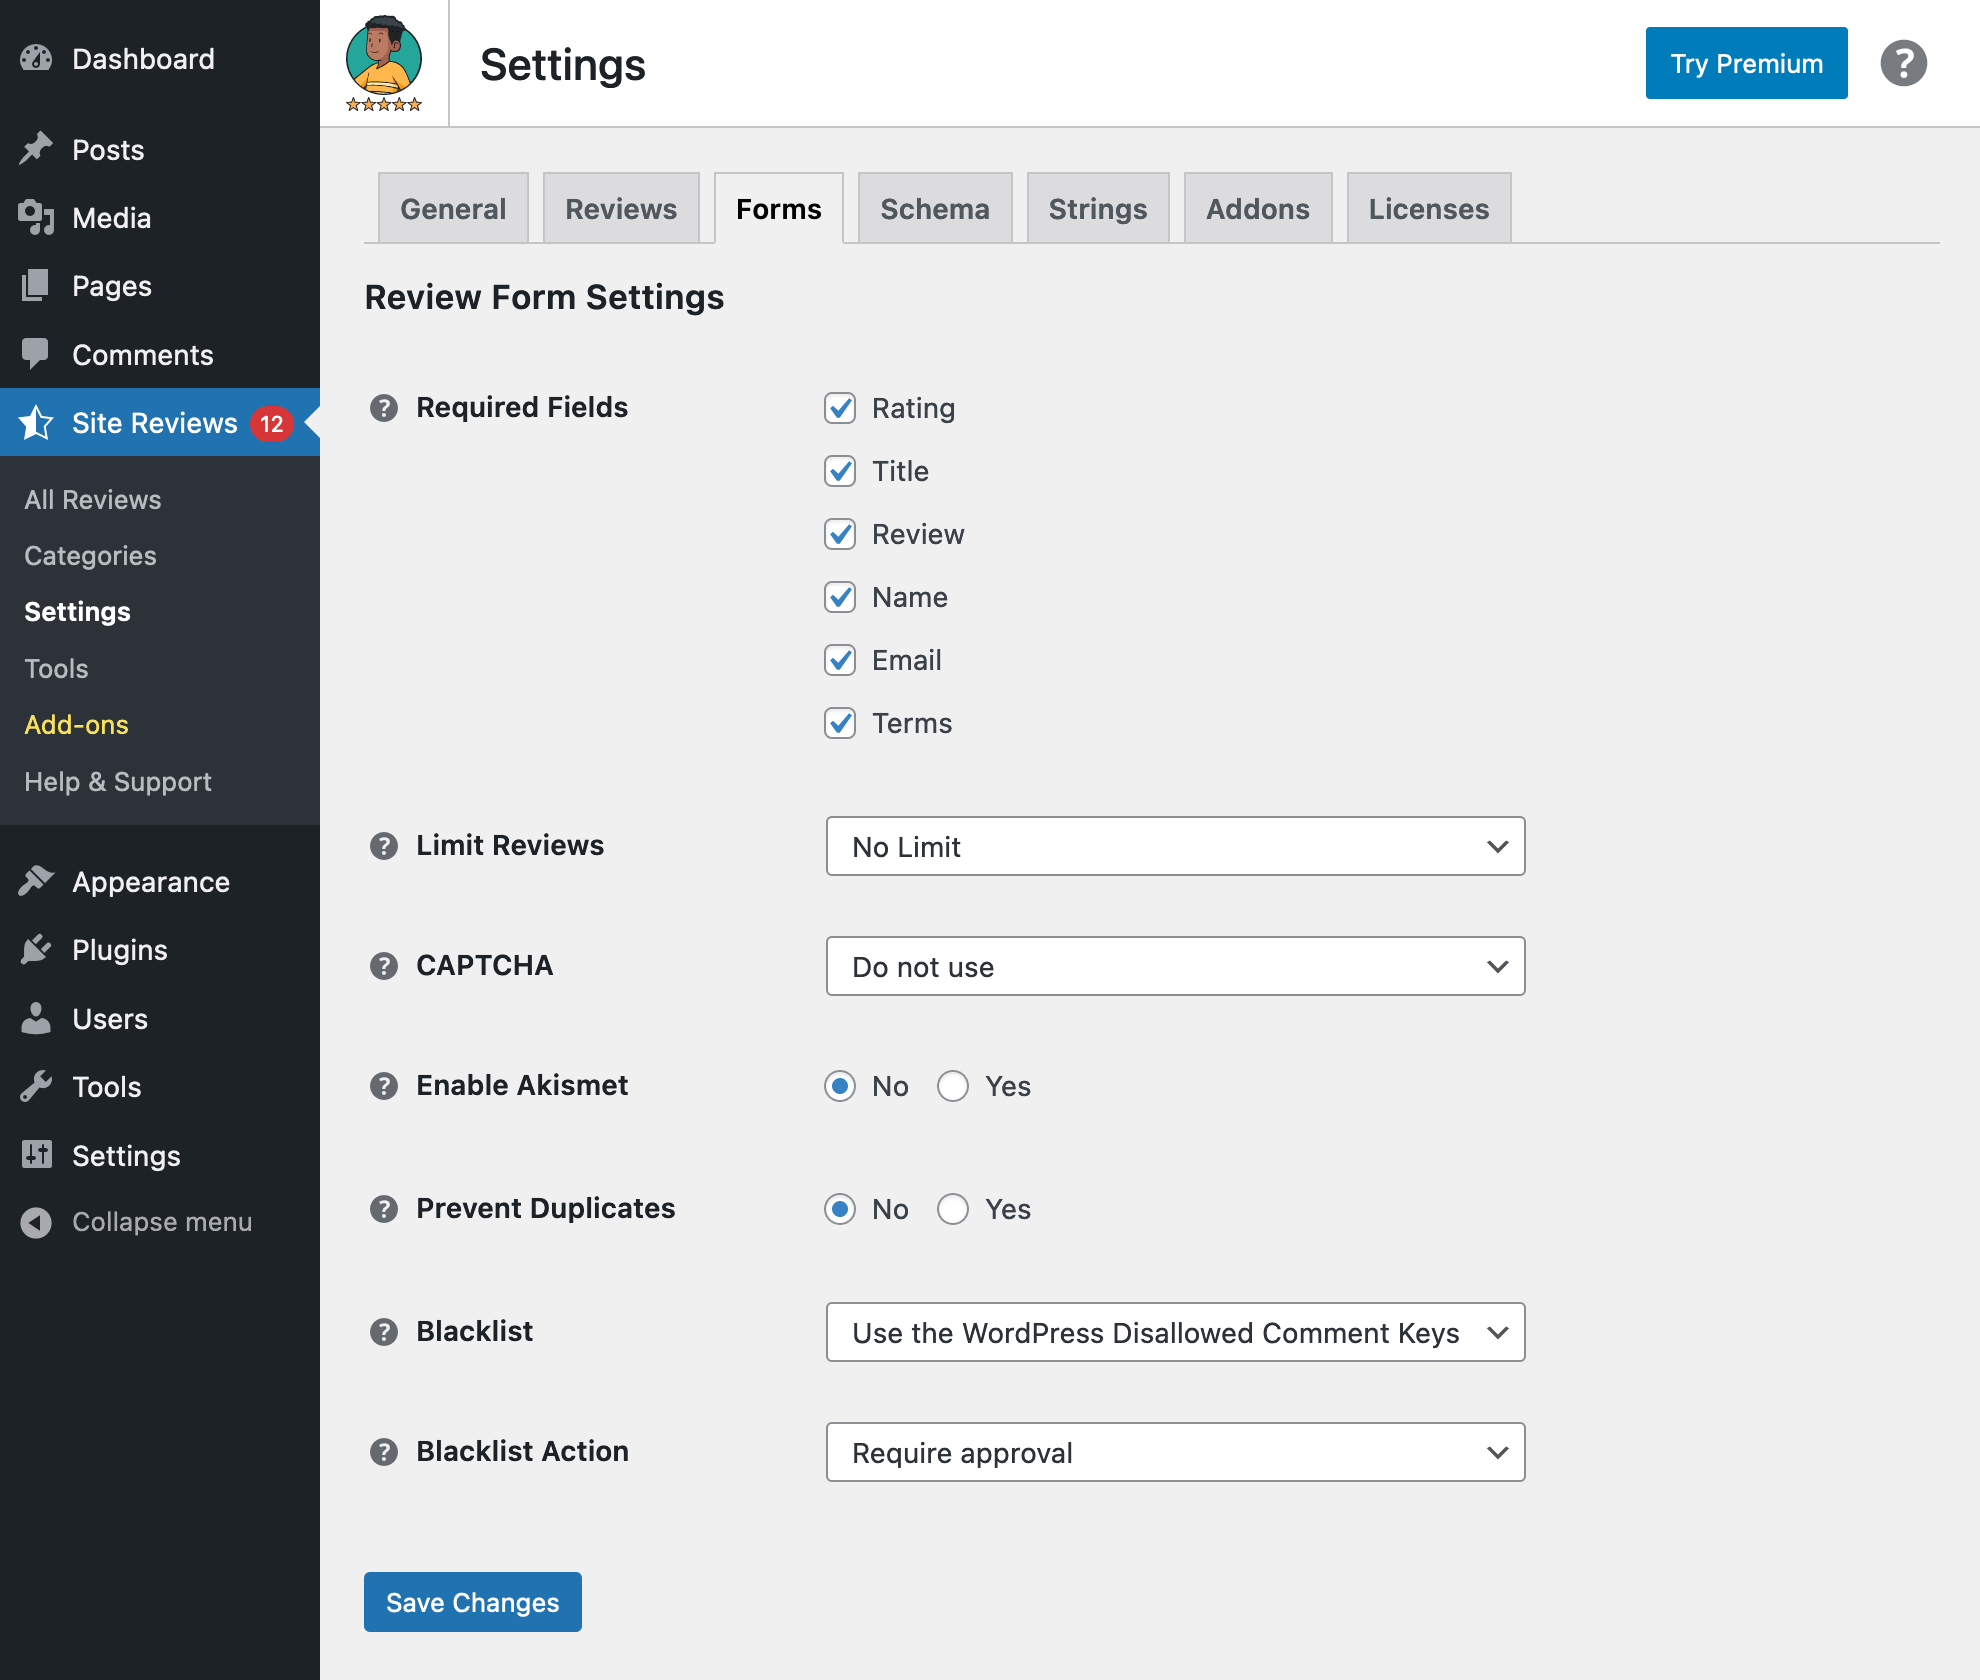 Dashboard
Posts
Media
Pages
Comments
Site Reviews 12
All Reviews
Categories
Settings
Tools
Add-ons
Help & Support
Appearance
Plugins
Users
Tools
Settings
Collapse menu
Settings
Try Premium
?
General Reviews Forms Schema Strings Addons Licenses
Review Form Settings
? Required Fields
Rating
Title
Review
Name
Email
Terms
? Limit Reviews No Limit
? CAPTCHA Do not use
? Enable Akismet No Yes
? Prevent Duplicates No Yes
? Blacklist Use the WordPress Disallowed Comment Keys
? Blacklist Action Require approval
Save Changes